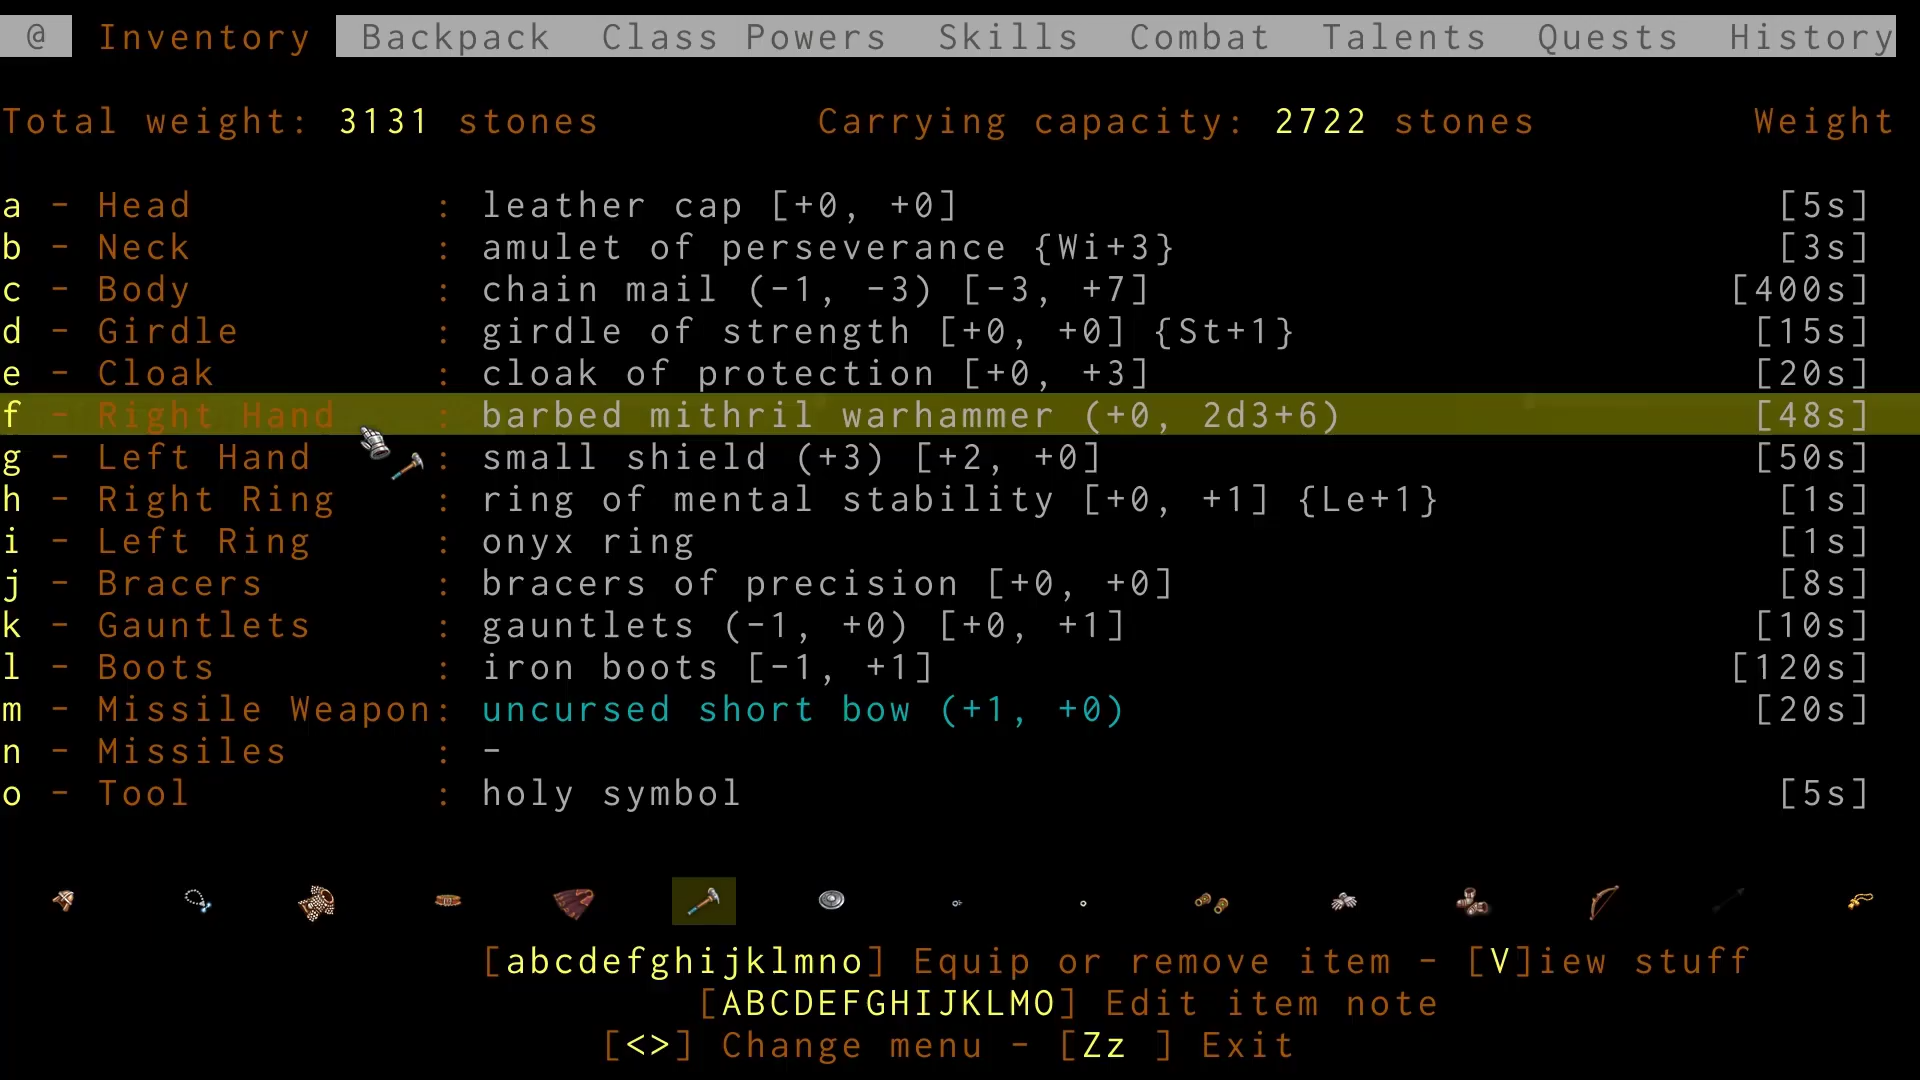 @ Inventory Backpack Class Powers Skills Combat Talents Quests History
Total weight: 3131 stones Carrying capacity: 2722 stones Weight
a - Head : leather cap [+0, +0] [5s]
b - Neck : amulet of perseverance {Wi+3} [3s]
c - Body : chain mail (-1, -3) [-3, +7] [400s]
d - Girdle : girdle of strength [+0, +0] {St+1} [15s]
e - Cloak : cloak of protection [+0, +3] [20s]
f - Right Hand : barbed mithril warhammer (+0, 2d3+6) [48s]
g - Left Hand : small shield (+3) [+2, +0] [50s]
h - Right Ring : ring of mental stability [+0, +1] {Le+1} [1s]
i - Left Ring : onyx ring [1s]
j - Bracers : bracers of precision [+0, +0] [8s]
k - Gauntlets : gauntlets (-1, +0) [+0, +1] [10s]
l - Boots : iron boots [-1, +1] [120s]
m - Missile Weapon: uncursed short bow (+1, +0) [20s]
n - Missiles : -
o - Tool : holy symbol [5s]
[abcdefghijklmno] Equip or remove item - [V]iew stuff
[ABCDEFGHIJKLMO] Edit item note
[<>] Change menu - [Zz ] Exit